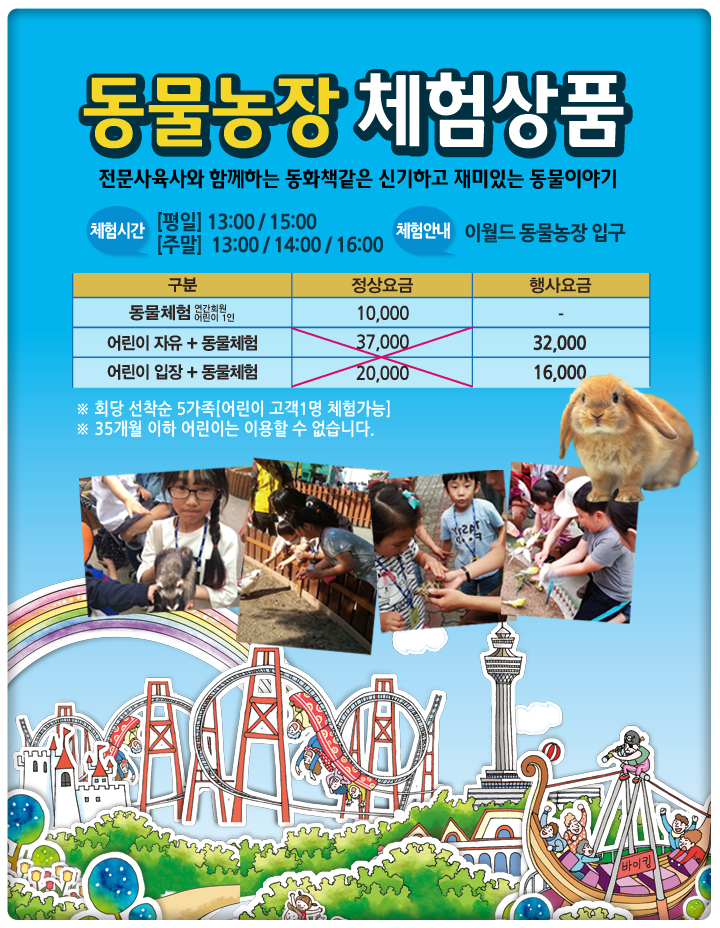 동물농장 체험상품
전문사육사와 함께하는 동화책같은 신기하고 재미있는 동물이야기
체험시간 [평일] 13:00 / 15:00
[주말] 13:00 / 14:00 / 16:00
체험안내 이월드 동물농장 입구
구분 정상요금 행사요금
동물체험 연간회원 어린이 1인 10,000 -
어린이 자유 + 동물체험 37,000 32,000
어린이 입장 + 동물체험 20,000 16,000
※ 회당 선착순 5가족[어린이 고객1명 체험가능]
※ 35개월 이하 어린이는 이용할 수 없습니다.
바이킹